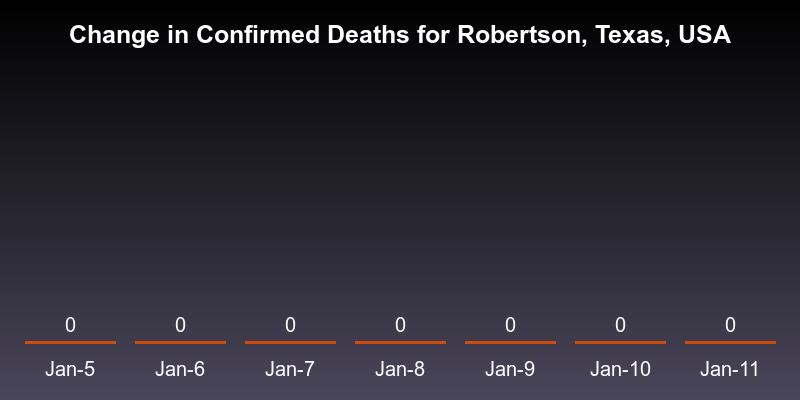 Change in Confirmed Deaths for Robertson, Texas, USA
0 0 0 0 0 0 0
Jan-5 Jan-6 Jan-7 Jan-8 Jan-9 Jan-10 Jan-11